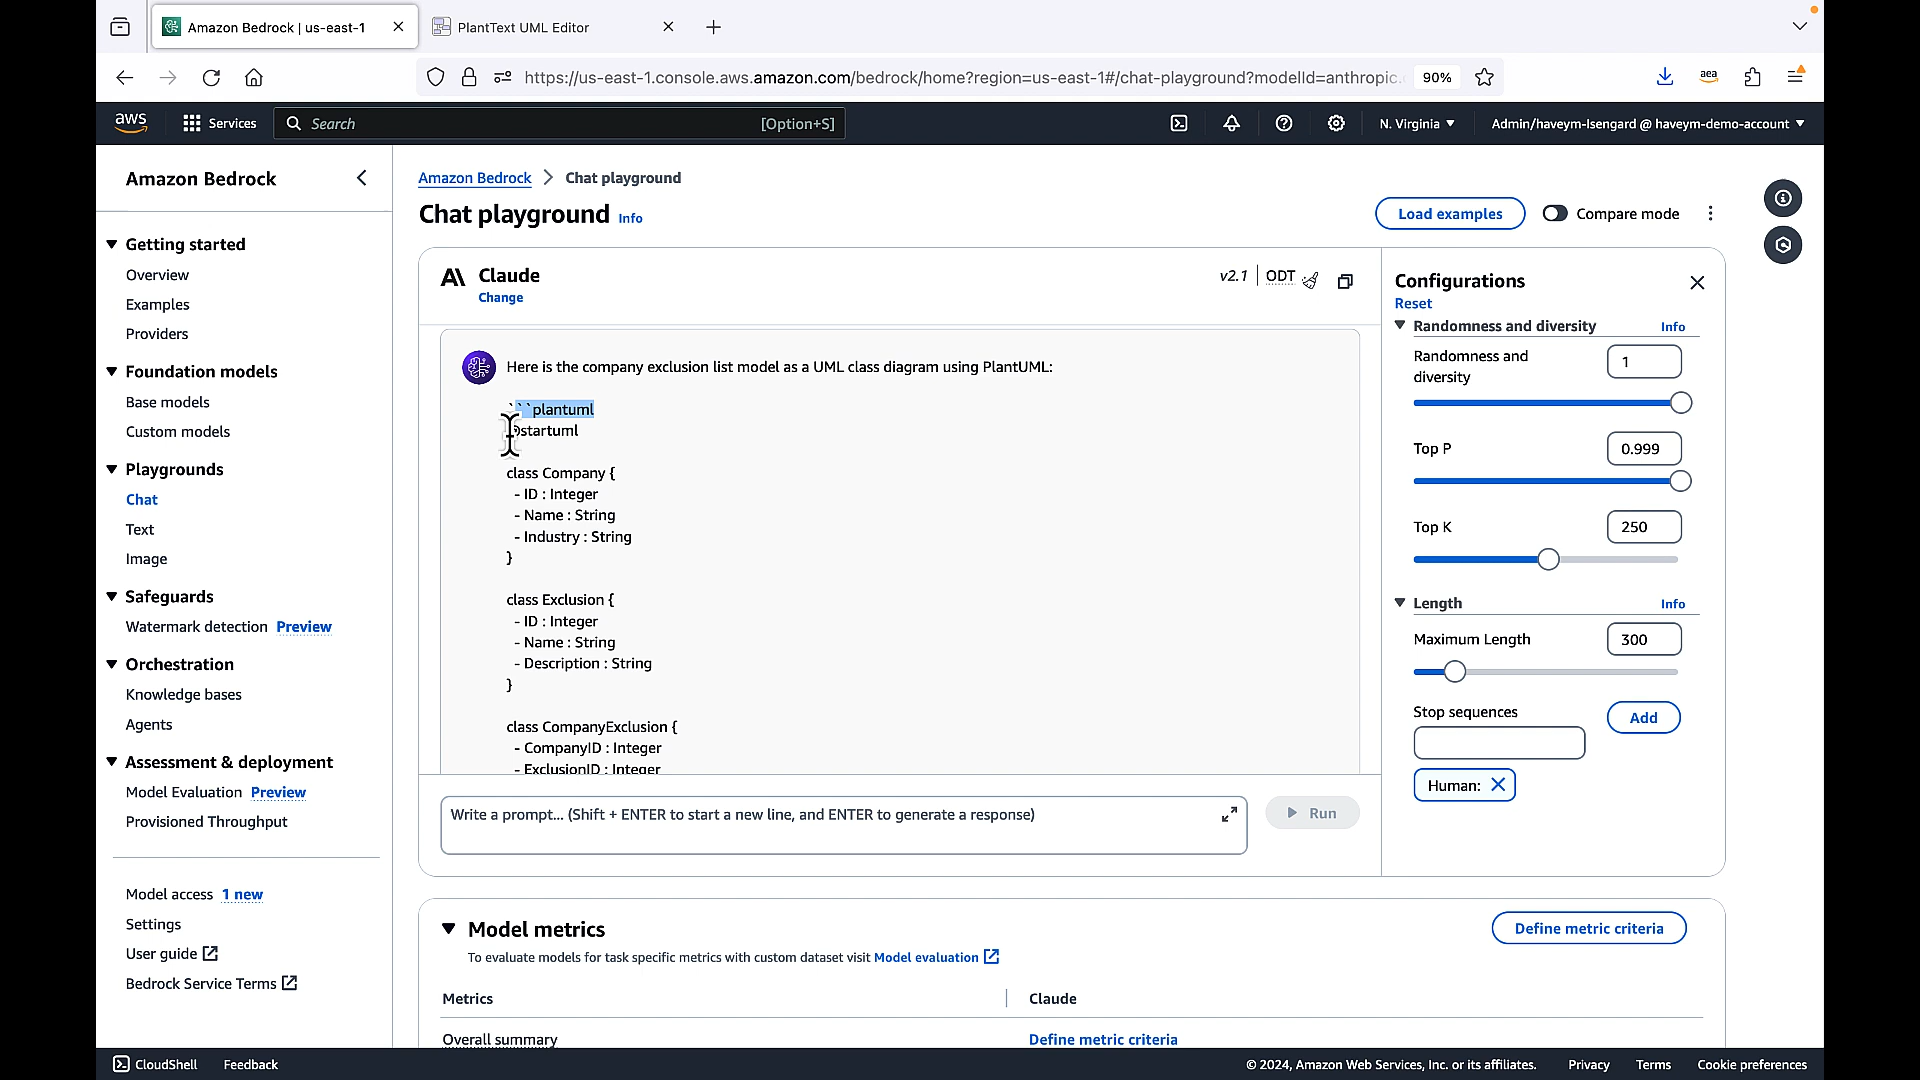 Amazon Bedrock | us-east-1
PlantText UML Editor
https://us-east-1.console.aws.amazon.com/bedrock/home?region=us-east-1#/chat-playground?modelId=anthropic.
90%
aea
aws
Services
Search
[Option+S]
N. Virginia
Admin/haveym-Isengard @ haveym-demo-account
Amazon Bedrock
Getting started
Overview
Examples
Providers
Foundation models
Base models
Custom models
Playgrounds
Chat
Text
Image
Safeguards
Watermark detection Preview
Orchestration
Knowledge bases
Agents
Assessment & deployment
Model Evaluation Preview
Provisioned Throughput
Model access 1 new
Settings
User guide
Bedrock Service Terms
Amazon Bedrock > Chat playground
Chat playground Info
Load examples
Compare mode
Claude
Change
v2.1 | ODT
Here is the company exclusion list model as a UML class diagram using PlantUML:
```plantuml
@startuml
class Company {
- ID : Integer
- Name : String
- Industry : String
}
class Exclusion {
- ID : Integer
- Name : String
- Description : String
}
class CompanyExclusion {
- CompanyID : Integer
- ExclusionID : Integer
Write a prompt... (Shift + ENTER to start a new line, and ENTER to generate a response)
Run
Configurations
Reset
Randomness and diversity
Info
Randomness and
diversity
1
Top P
0.999
Top K
250
Length
Info
Maximum Length
300
Stop sequences
Add
Human:
Model metrics
Define metric criteria
To evaluate models for task specific metrics with custom dataset visit Model evaluation
Metrics
Claude
Overall summary
Define metric criteria
CloudShell
Feedback
© 2024, Amazon Web Services, Inc. or its affiliates.
Privacy
Terms
Cookie preferences